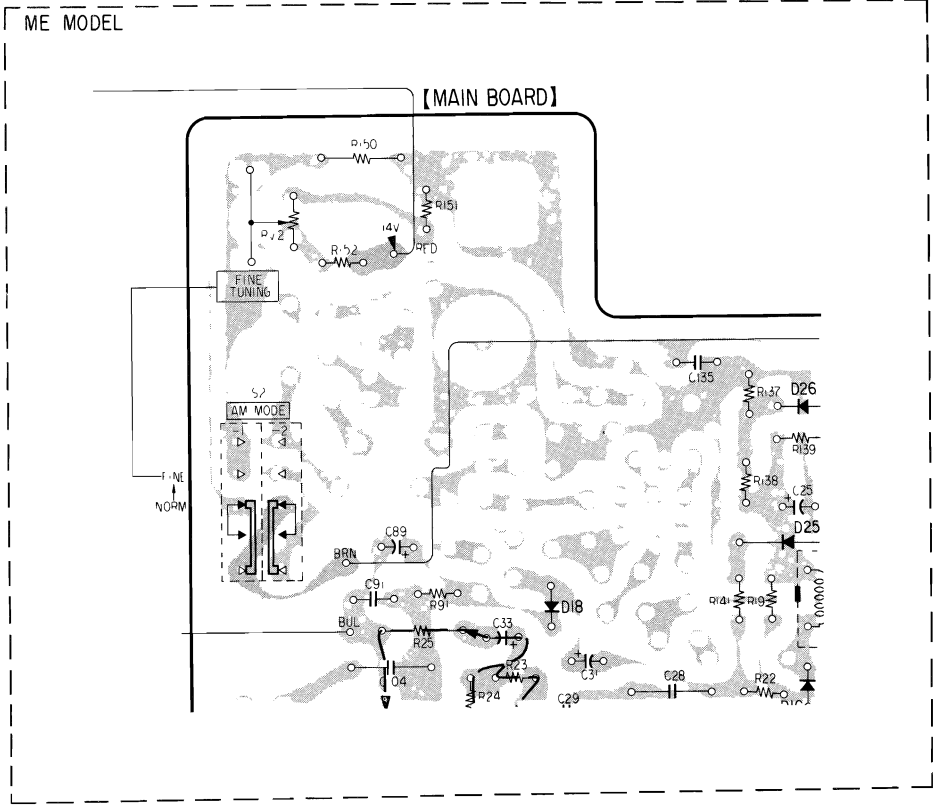 ME MODEL
【MAIN BOARD】
R150
R151
14V
RV2
R152
RED
FINE
TUNING
C135
S2
AM MODE
-1
-2
R137
D26
R139
R138
FINE
NORM
C25
+
D25
C89
+
BRN
C91
R91
D18
R141
R19
BUL
R25
C33
+
C104
R23
+
C31
C28
R22
R24
C29